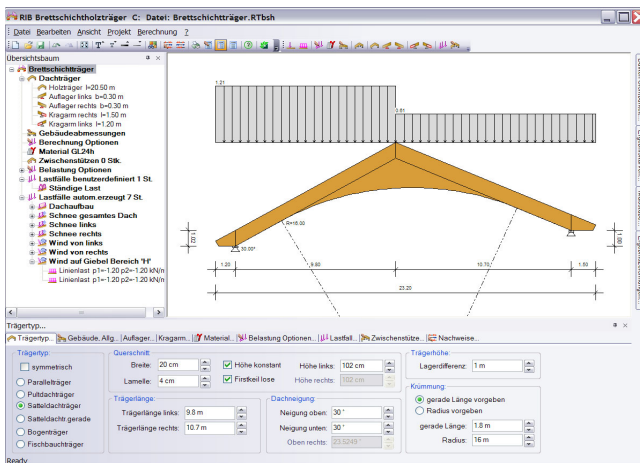 RIB Brettschichtholzträger C: Datei: Brettschichtträger.RTbsh
Datei Bearbeiten Ansicht Projekt Berechnung ?
Übersichtsbaum
Brettschichtträger
Dachträger
Holzträger l=20.50 m
Auflager links b=0.30 m
Auflager rechts b=0.30 m
Kragarm rechts l=1.50 m
Kragarm links l=1.20 m
Gebäudeabmessungen
Berechnung Optionen
Material GL24h
Zwischenstützen 0 Stk.
Belastung Optionen
Lastfälle benutzerdefiniert 1 St.
Ständige Last
Lastfälle autom.erzeugt 7 St.
Dachaufbau
Schnee gesamtes Dach
Schnee links
Schnee rechts
Wind von links
Wind von rechts
Wind auf Giebel Bereich "H"
Linienlast p1=-1.20 p2=-1.20 kN/m
Linienlast p1=-1.20 p2=-1.20 kN/m
1.21
0.81
R=16.00
30.00°
1.02
1.00
1.20
9.80
10.70
1.50
23.20
Trägertyp...
Trägertyp... Gebäude, Allg... Auflager... Kragarm... Material... Belastung Optionen... Lastfall... Zwischenstütze... Nachweise...
Trägertyp:
symmetrisch
Parallelträger
Pultdachträger
Satteldachträger
Satteldachtr.gerade
Bogenträger
Fischbauchträger
Querschnitt:
Breite: 20 cm
Lamelle: 4 cm
Höhe konstant
Firstkeil lose
Höhe links: 102 cm
Höhe rechts: 102 cm
Trägerlänge:
Trägerlänge links: 9.8 m
Trägerlänge rechts: 10.7 m
Dachneigung:
Neigung oben: 30 °
Neigung unten: 30 °
Oben rechts: 23.5249 °
Trägerhöhe:
Lagerdifferenz: 1 m
Krümmung:
gerade Länge vorgeben
Radius vorgeben
gerade Länge: 1.8 m
Radius: 16 m
Ready